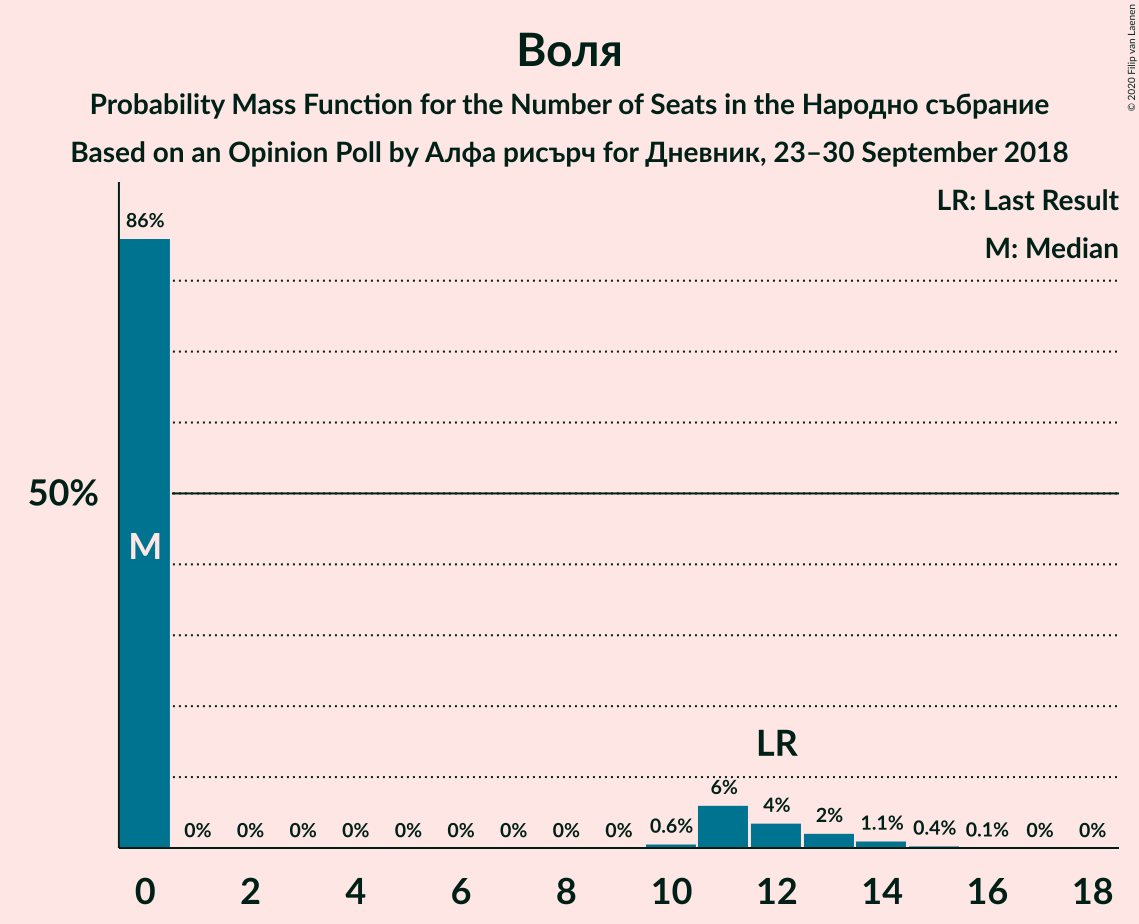 © 2020 Filip van Laenen
Воля
Probability Mass Function for the Number of Seats in the Народно събрание
Based on an Opinion Poll by Алфа рисърч for Дневник, 23–30 September 2018
LR: Last Result
M: Median
86%
50%
M
LR
0% 0% 0% 0% 0% 0% 0% 0% 0% 0.6% 6% 4% 2% 1.1% 0.4% 0.1% 0% 0%
0 2 4 6 8 10 12 14 16 18